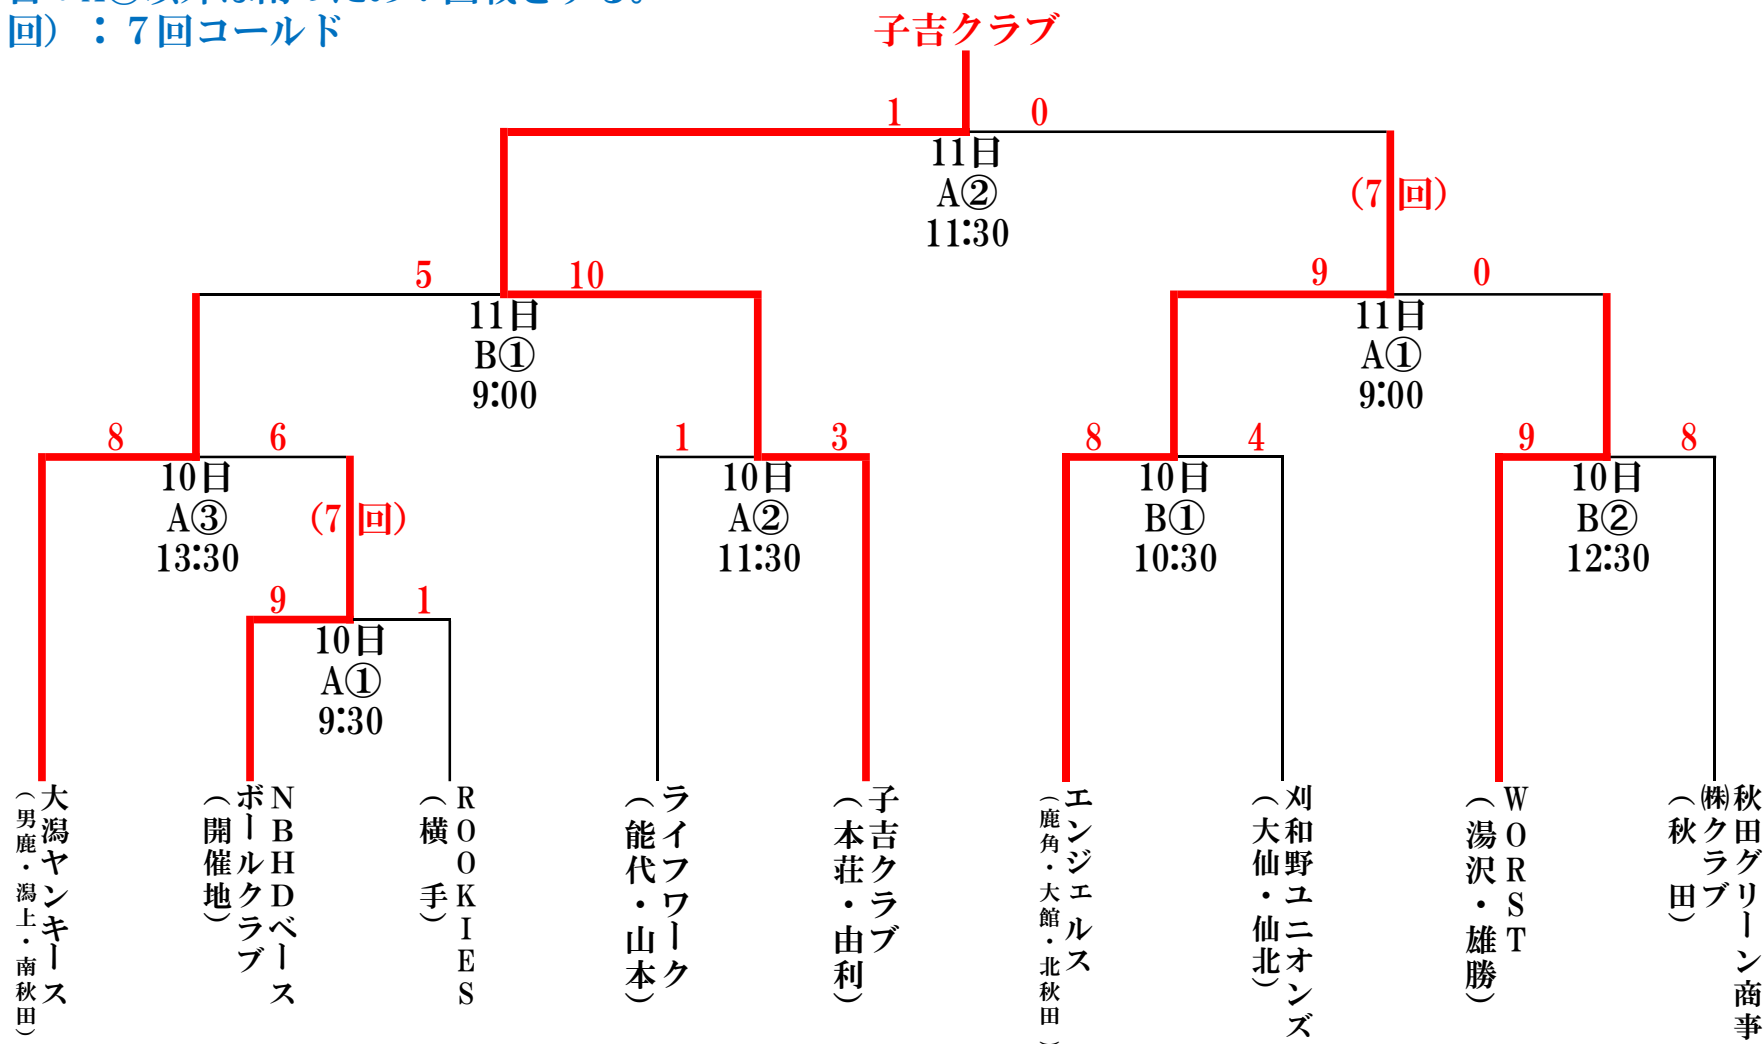 回）：７回コールド
子吉クラブ
1
0
11日
A②
11:30
（7回）
5
10
9
0
11日
B①
9:00
11日
A①
9:00
8
6
1
3
8
4
9
8
10日
A③
13:30
（7回）
10日
A②
11:30
10日
B①
10:30
10日
B②
12:30
9
1
10日
A①
9:30
大潟ヤンキース
（男鹿・潟上・南秋田）
NBHDベース
ボールクラブ
（開催地）
ROOKIES
（横　手）
ライフワーク
（能代・山本）
子吉クラブ
（本荘・由利）
エンジェルス
（鹿角・大館・北秋田）
刈和野ユニオンズ
（大仙・仙北）
WORST
（湯沢・雄勝）
秋田グリーン商事
㈱クラブ
（秋　田）